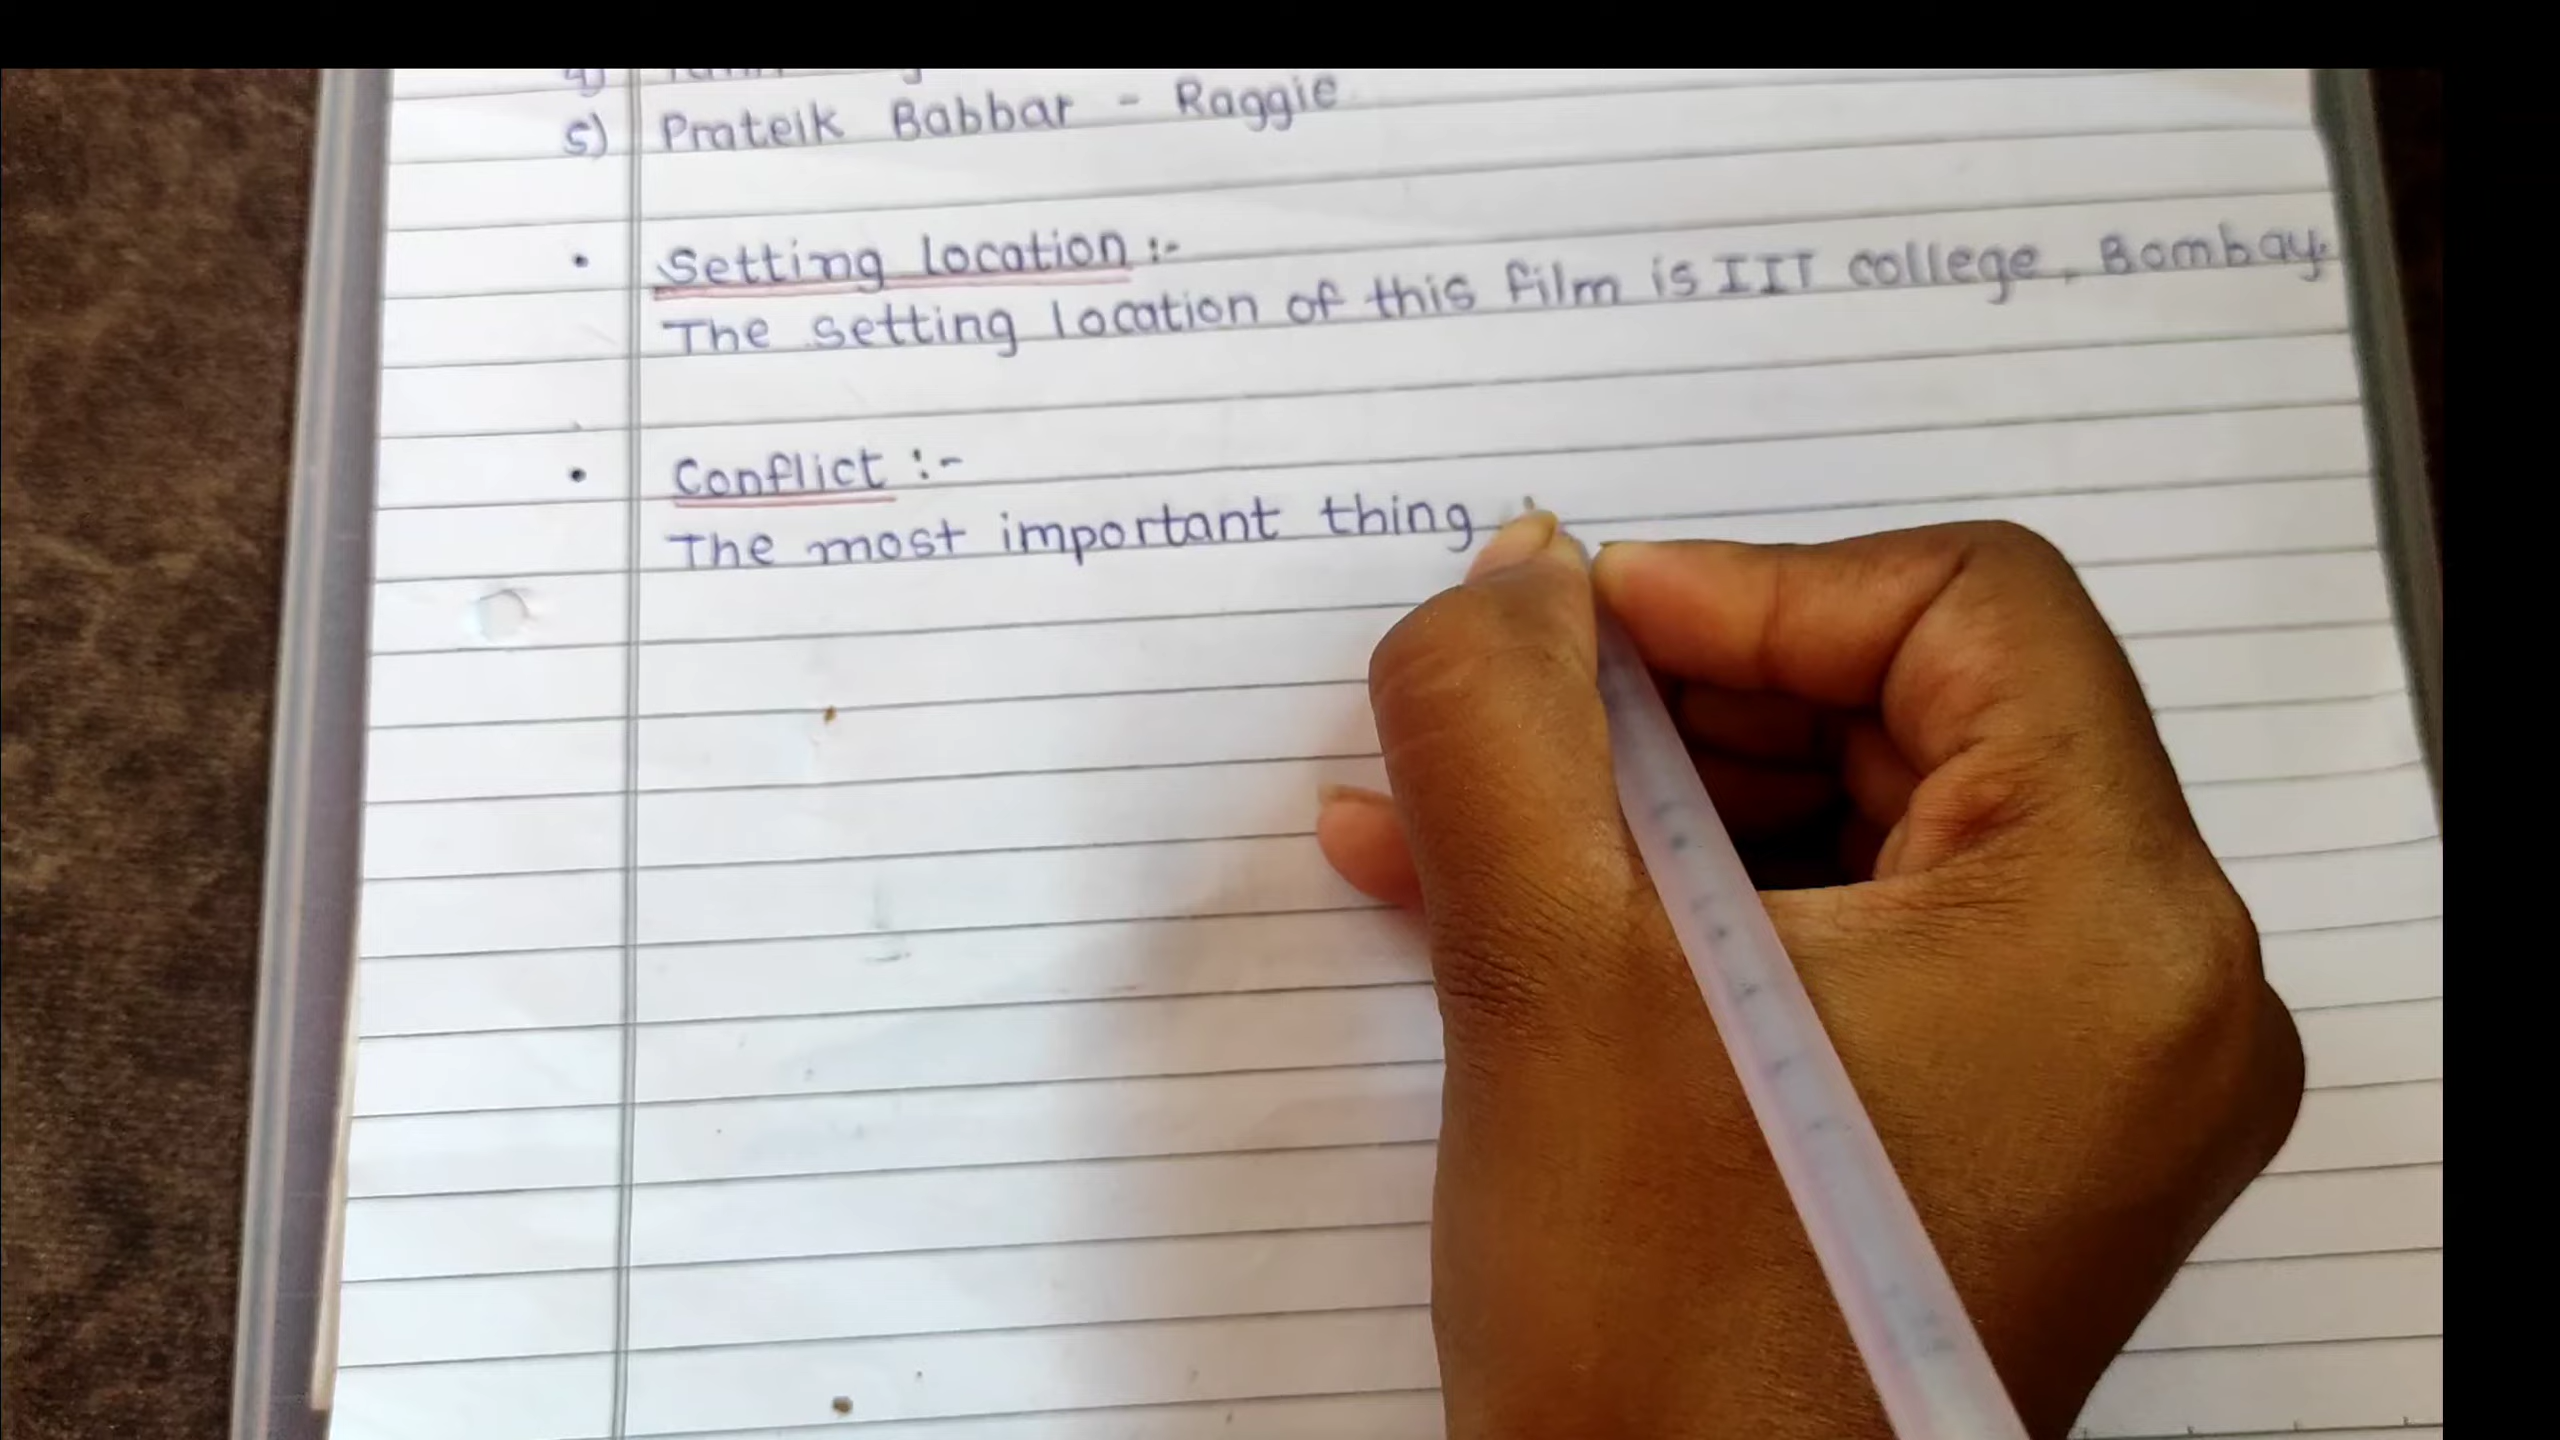 5) Prateik Babbar - Raggie
• Setting location :-
The setting location of this film is IIT college, Bombay.
• Conflict :-
The most important thing